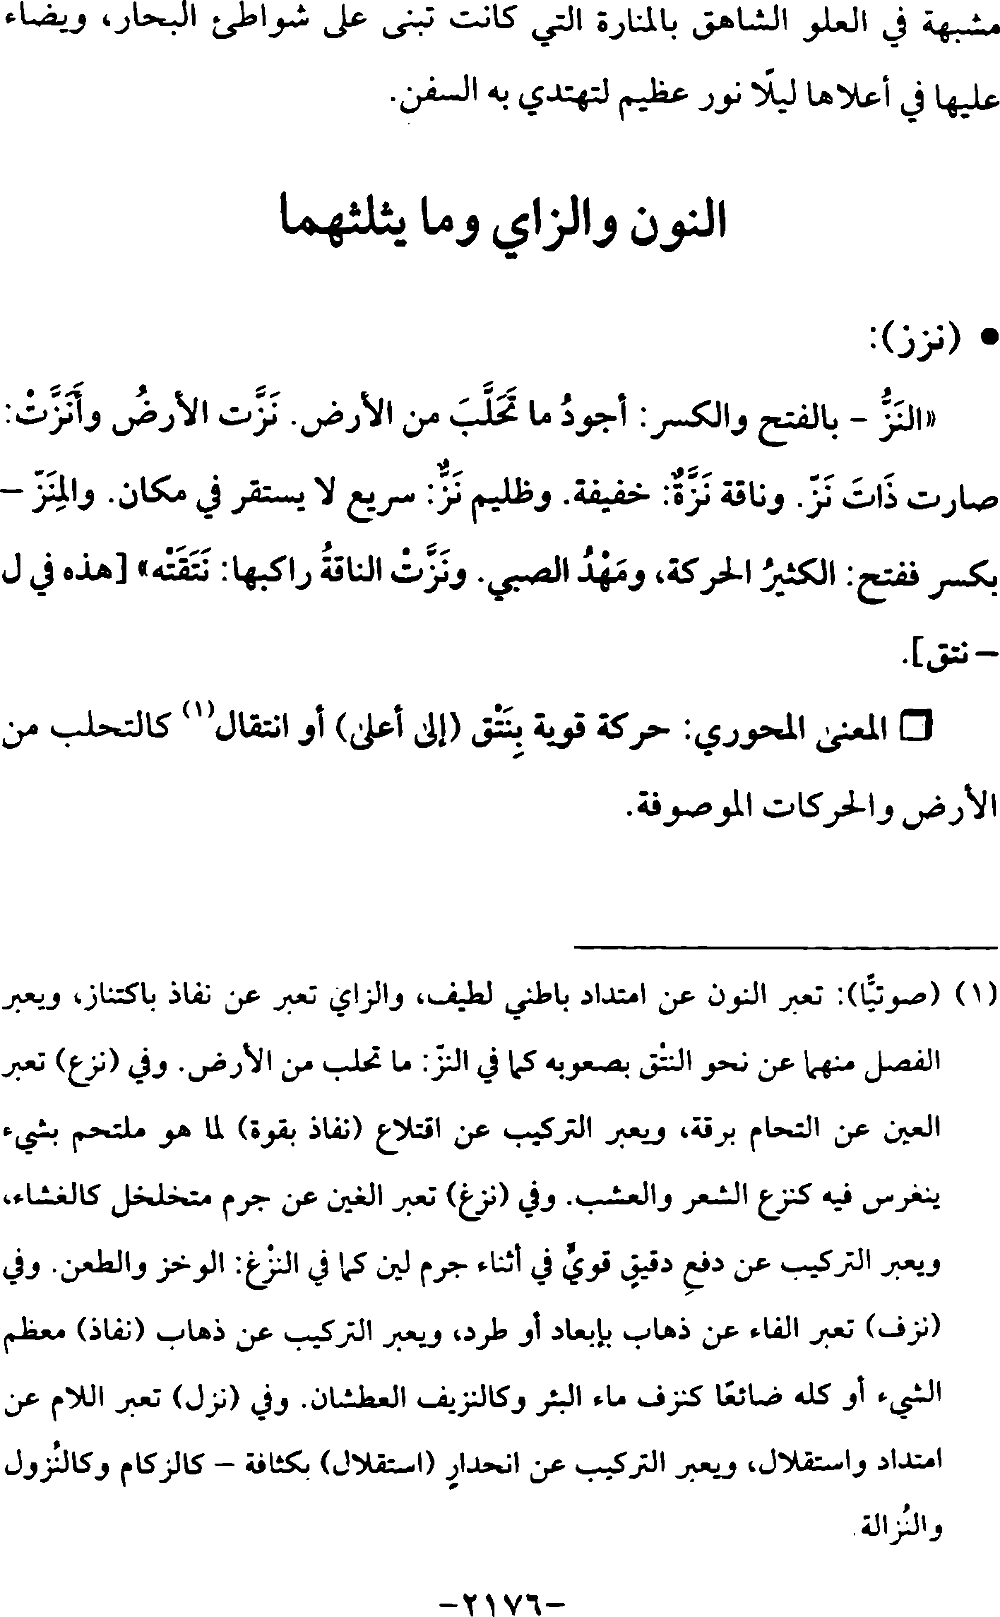 مشبهة في العلو الشاهق بالمنارة التي كانت تبنى على شواطئ البحار، ويضاء
عليها في أعلاها ليلًا نور عظيم لتهتدي به السفن.
النون والزاي وما يثلثهما
• (نزز):
«النَزُّ - بالفتح والكسر: أجودُ ما تَحَلَّبَ من الأرض. نَزَّت الأرضُ وأَنَزَّتْ:
صارت ذَاتَ نَزّ. وناقة نَزَّةٌ: خفيفة. وظليم نَزٌّ: سريع لا يستقر في مكان. والمِنَزّ –
بكسر ففتح: الكثيرُ الحركة، ومَهْدُ الصبي. ونَزَّتْ الناقةُ راكبها: نَتَقَتْه» [هذه في ل
– نتق].
□ المعنى المحوري: حركة قوية بِنَتْقٍ (إلى أعلى) أو انتقال(١) كالتحلب من
الأرض والحركات الموصوفة.
(١) (صوتيًّا): تعبر النون عن امتداد باطني لطيف، والزاي تعبر عن نفاذ باكتناز، ويعبر
الفصل منهما عن نحو النتْق بصعوبه كما في النزّ: ما تحلب من الأرض. وفي (نزع) تعبر
العين عن التحام برقة، ويعبر التركيب عن اقتلاع (نفاذ بقوة) لما هو ملتحم بشيء
ينغرس فيه كنزع الشعر والعشب. وفي (نزغ) تعبر الغين عن جرم متخلخل كالغشاء،
ويعبر التركيب عن دفعٍ دقيقٍ قويٍّ في أثناء جرم لين كما في النزْغ: الوخز والطعن. وفي
(نزف) تعبر الفاء عن ذهاب بإبعاد أو طرد، ويعبر التركيب عن ذهاب (نفاذ) معظم
الشيء أو كله ضائعًا كنزف ماء البئر وكالنزيف العطشان. وفي (نزل) تعبر اللام عن
امتداد واستقلال، ويعبر التركيب عن انحدارٍ (استقلال) بكثافة – كالزكام وكالنُزول
والنُزالة.
–٢١٧٦–